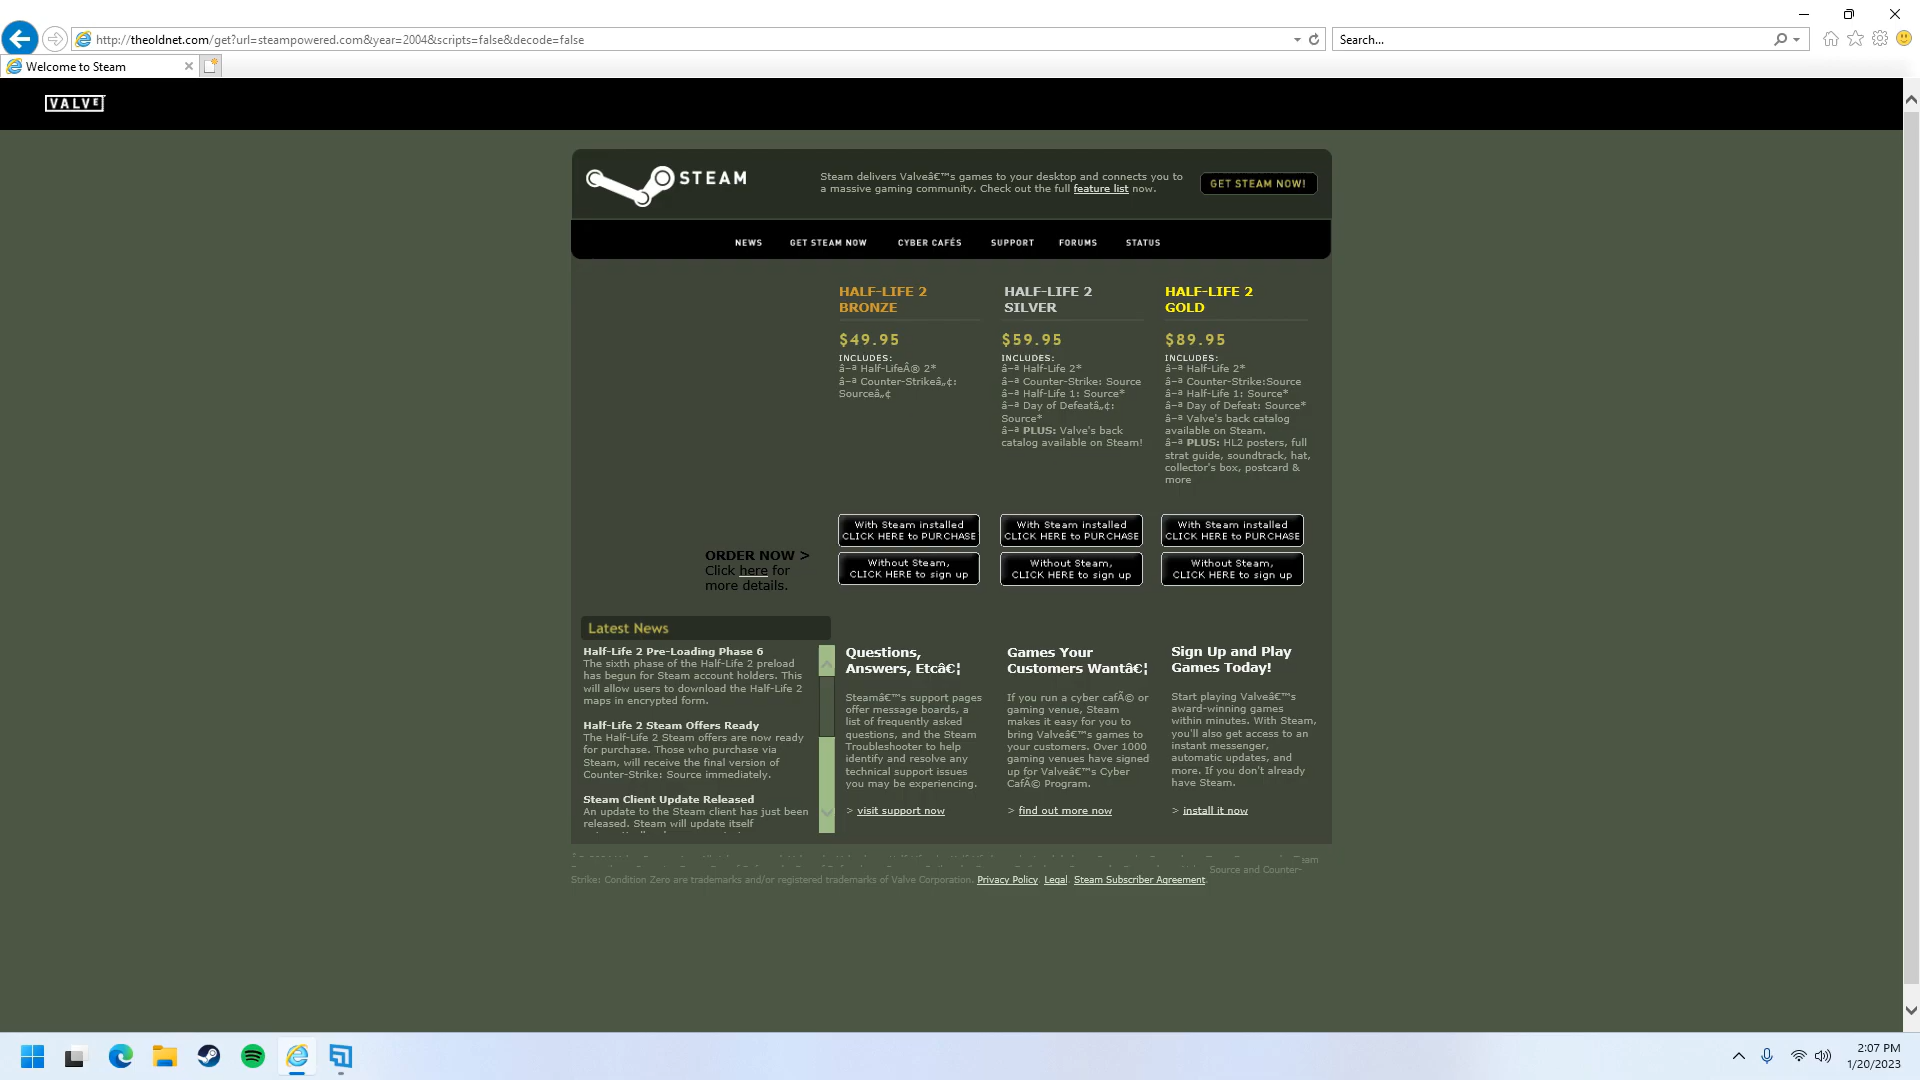 http://theoldnet.com/get?url=steampowered.com&year=2004&scripts=false&decode=false
Search...
Welcome to Steam
VALVE
STEAM
Steam delivers Valveâ€™s games to your desktop and connects you to
a massive gaming community. Check out the full feature list now.
GET STEAM NOW!
NEWS
GET STEAM NOW
CYBER CAFÉS
SUPPORT
FORUMS
STATUS
HALF-LIFE 2
BRONZE
$49.95
INCLUDES:
â–ª Half-LifeÂ® 2*
â–ª Counter-Strikeâ„¢:
Sourceâ„¢
HALF-LIFE 2
SILVER
$59.95
INCLUDES:
â–ª Half-Life 2*
â–ª Counter-Strike: Source
â–ª Half-Life 1: Source*
â–ª Day of Defeatâ„¢:
Source*
â–ª PLUS: Valve's back
catalog available on Steam!
HALF-LIFE 2
GOLD
$89.95
INCLUDES:
â–ª Half-Life 2*
â–ª Counter-Strike:Source
â–ª Half-Life 1: Source*
â–ª Day of Defeat: Source*
â–ª Valve's back catalog
available on Steam.
â–ª PLUS: HL2 posters, full
strat guide, soundtrack, hat,
collector's box, postcard &
more
ORDER NOW >
Click here for
more details.
With Steam installed
CLICK HERE to PURCHASE
Without Steam,
CLICK HERE to sign up
With Steam installed
CLICK HERE to PURCHASE
Without Steam,
CLICK HERE to sign up
With Steam installed
CLICK HERE to PURCHASE
Without Steam,
CLICK HERE to sign up
Latest News
Half-Life 2 Pre-Loading Phase 6
The sixth phase of the Half-Life 2 preload
has begun for Steam account holders. This
will allow users to download the Half-Life 2
maps in encrypted form.
Half-Life 2 Steam Offers Ready
The Half-Life 2 Steam offers are now ready
for purchase. Those who purchase via
Steam, will receive the final version of
Counter-Strike: Source immediately.
Steam Client Update Released
An update to the Steam client has just been
released. Steam will update itself
Questions,
Answers, Etcâ€¦
Steamâ€™s support pages
offer message boards, a
list of frequently asked
questions, and the Steam
Troubleshooter to help
identify and resolve any
technical support issues
you may be experiencing.
> visit support now
Games Your
Customers Wantâ€¦
If you run a cyber cafÃ© or
gaming venue, Steam
makes it easy for you to
bring Valveâ€™s games to
your customers. Over 1000
gaming venues have signed
up for Valveâ€™s Cyber
CafÃ© Program.
> find out more now
Sign Up and Play
Games Today!
Start playing Valveâ€™s
award-winning games
within minutes. With Steam,
you'll also get access to an
instant messenger,
automatic updates, and
more. If you don't already
have Steam.
> install it now
Source and Counter-
Strike: Condition Zero are trademarks and/or registered trademarks of Valve Corporation. Privacy Policy. Legal. Steam Subscriber Agreement.
2:07 PM
1/20/2023